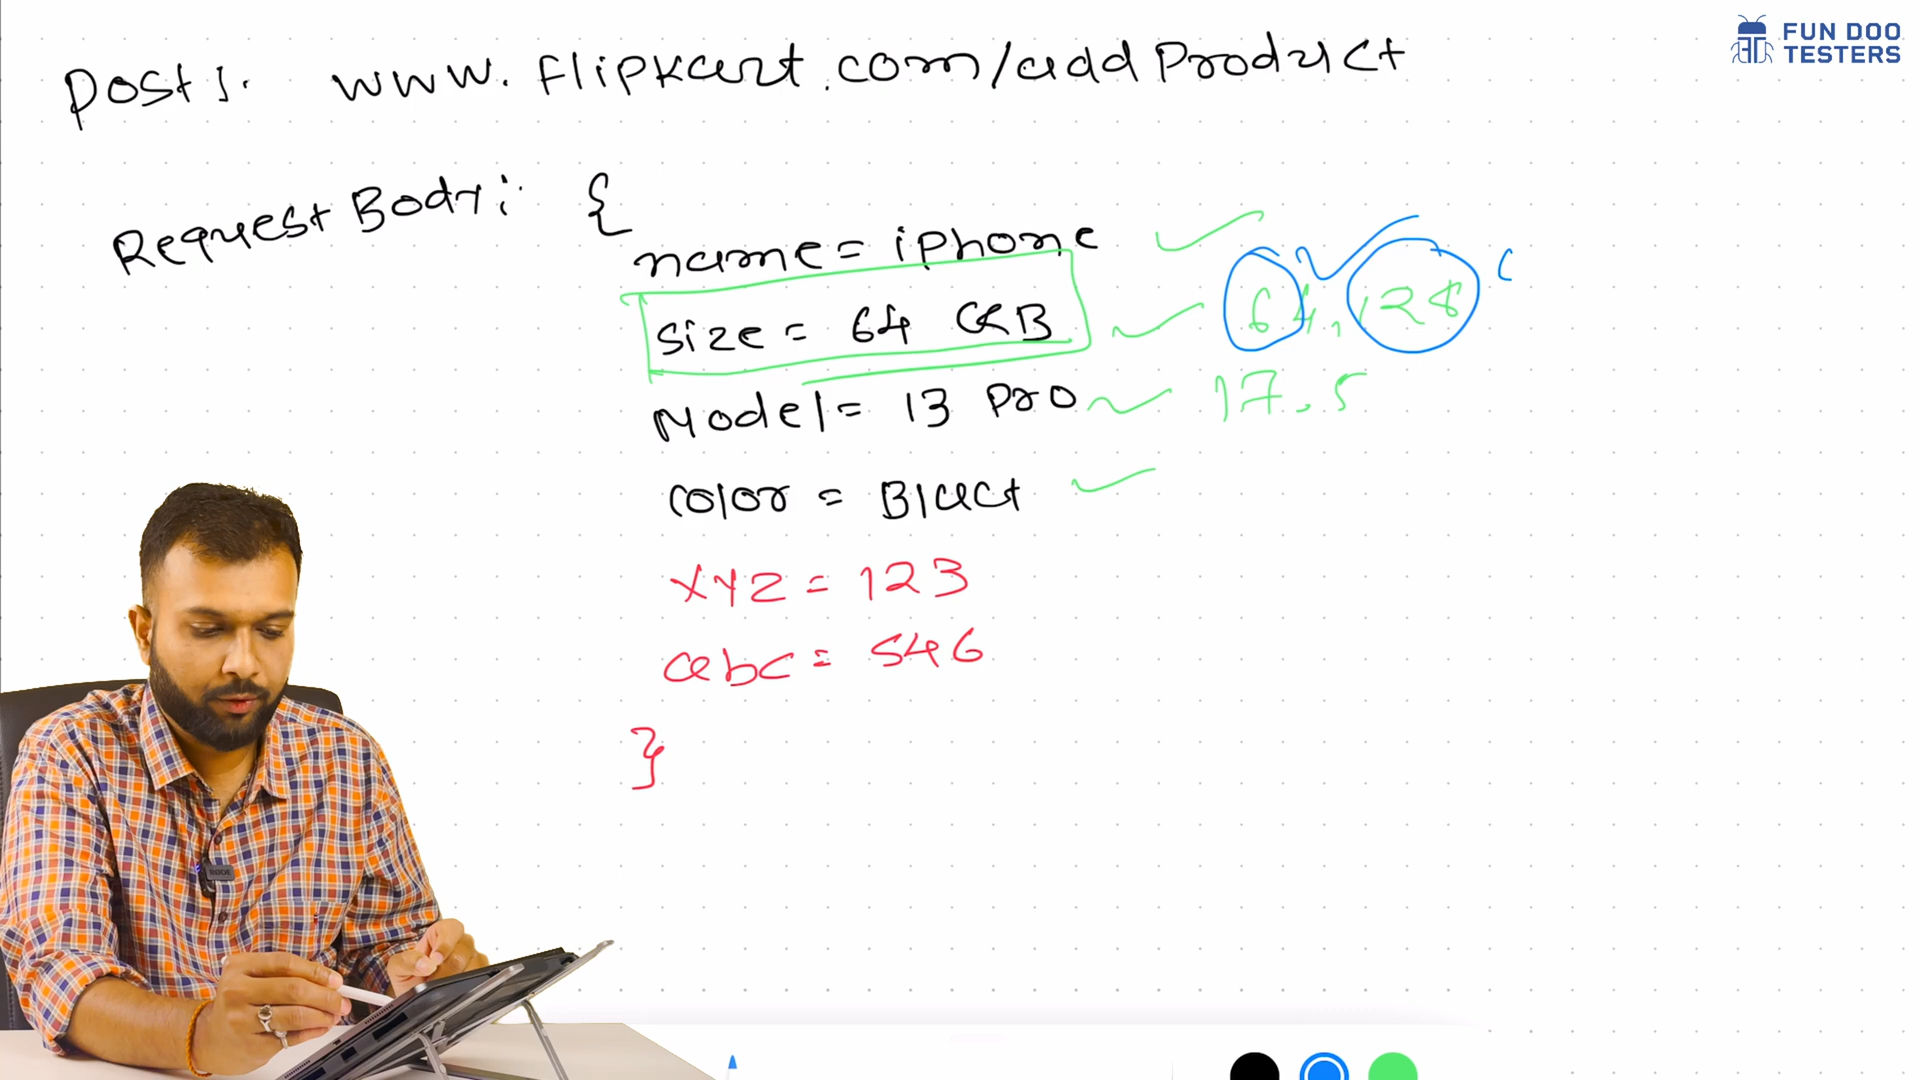 FUN DOO
TESTERS
Post :- www.flipkart.com/addProduct
Request Body :- {
name = iphone
size = 64 GB 64, 128
Model = 13 Pro 17.5
color = Black
XYZ = 123
abc = 546
}
RODE